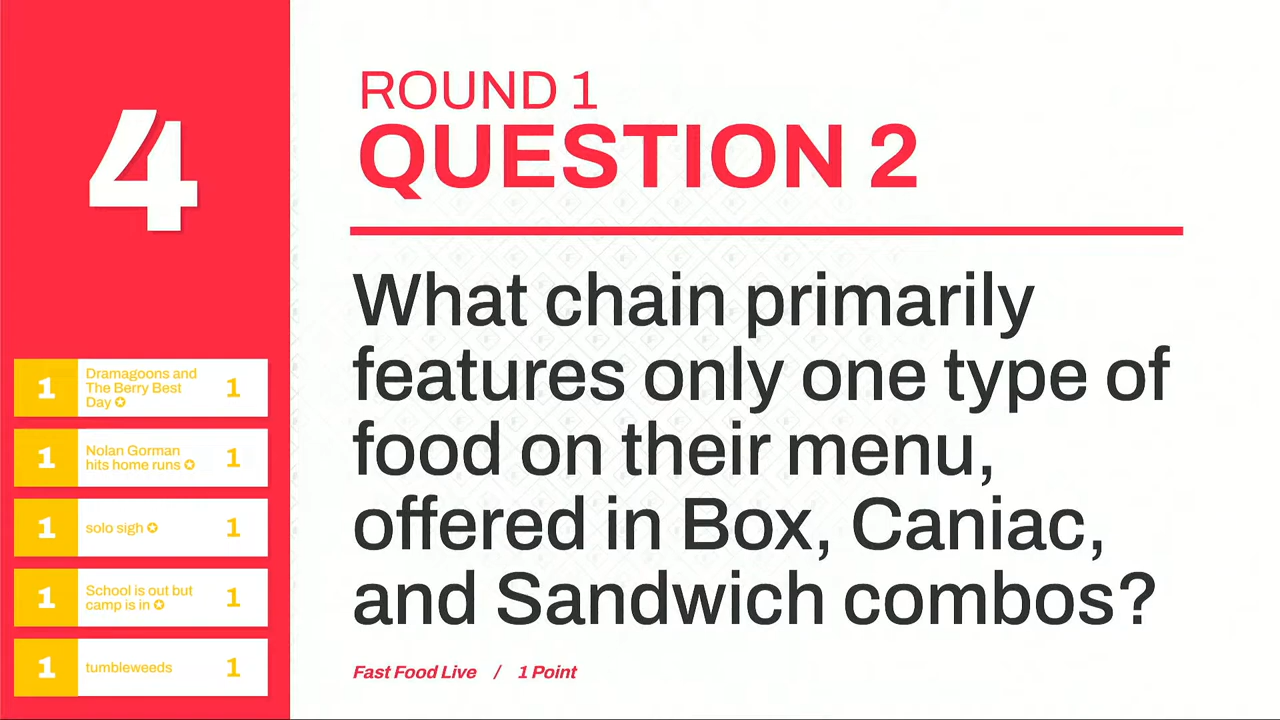 4
1 Dramagoons and The Berry Best Day ✪ 1
1 Nolan Gorman hits home runs ✪ 1
1 solo sigh ✪ 1
1 School is out but camp is in ✪ 1
1 tumbleweeds 1
ROUND 1
QUESTION 2
What chain primarily
features only one type of
food on their menu,
offered in Box, Caniac,
and Sandwich combos?
Fast Food Live / 1 Point